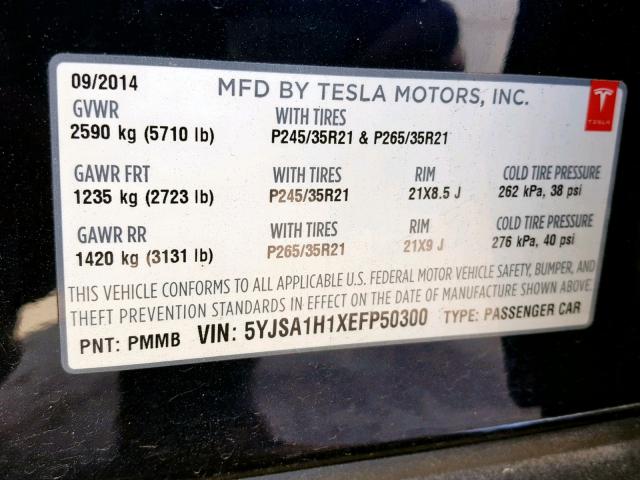 09/2014 MFD BY TESLA MOTORS, INC.
TESLA
GVWR WITH TIRES
2590 kg (5710 lb) P245/35R21 & P265/35R21
GAWR FRT WITH TIRES RIM COLD TIRE PRESSURE
1235 kg (2723 lb) P245/35R21 21X8.5 J 262 kPa, 38 psi
GAWR RR WITH TIRES RIM COLD TIRE PRESSURE
1420 kg (3131 lb) P265/35R21 21X9 J 276 kPa, 40 psi
THIS VEHICLE CONFORMS TO ALL APPLICABLE U.S. FEDERAL MOTOR VEHICLE SAFETY, BUMPER, AND
THEFT PREVENTION STANDARDS IN EFFECT ON THE DATE OF MANUFACTURE SHOWN ABOVE.
PNT: PMMB VIN: 5YJSA1H1XEFP50300 TYPE: PASSENGER CAR